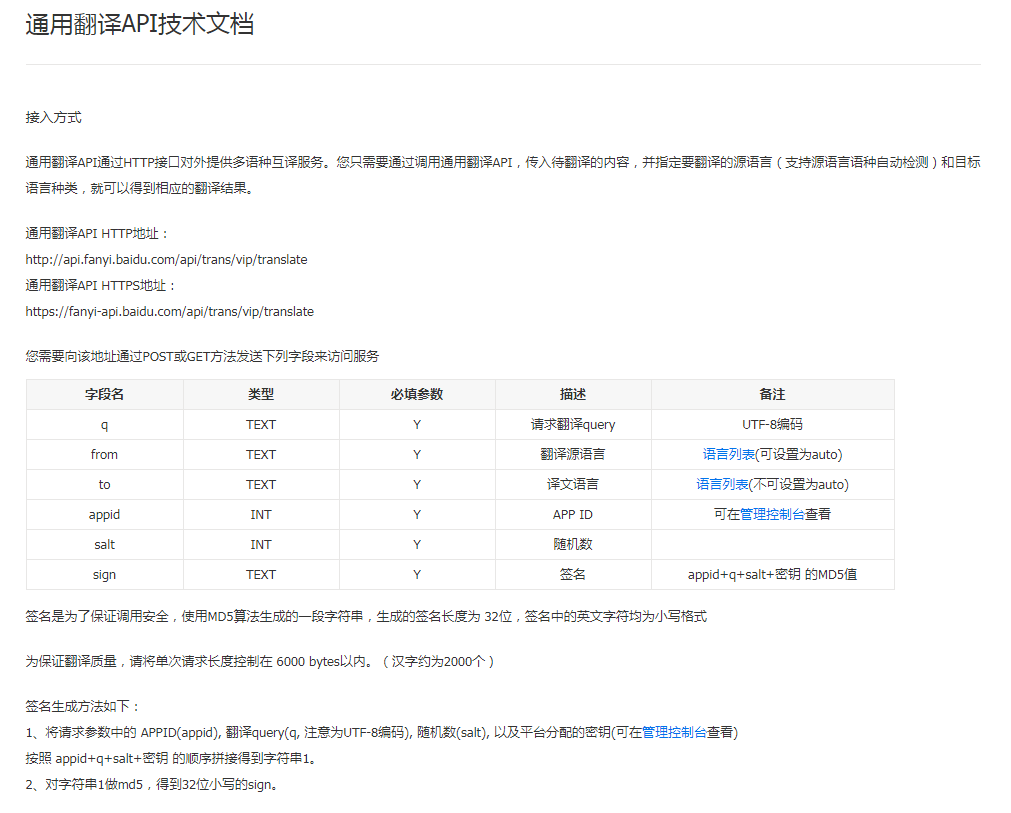 通用翻译API技术文档
接入方式
通用翻译API通过HTTP接口对外提供多语种互译服务。您只需要通过调用通用翻译API，传入待翻译的内容，并指定要翻译的源语言（支持源语言语种自动检测）和目标
语言种类，就可以得到相应的翻译结果。
通用翻译API HTTP地址：
http://api.fanyi.baidu.com/api/trans/vip/translate
通用翻译API HTTPS地址：
https://fanyi-api.baidu.com/api/trans/vip/translate
您需要向该地址通过POST或GET方法发送下列字段来访问服务
字段名 类型 必填参数 描述 备注
q TEXT Y 请求翻译query UTF-8编码
from TEXT Y 翻译源语言 语言列表(可设置为auto)
to TEXT Y 译文语言 语言列表(不可设置为auto)
appid INT Y APP ID 可在管理控制台查看
salt INT Y 随机数
sign TEXT Y 签名 appid+q+salt+密钥 的MD5值
签名是为了保证调用安全，使用MD5算法生成的一段字符串，生成的签名长度为 32位，签名中的英文字符均为小写格式
为保证翻译质量，请将单次请求长度控制在 6000 bytes以内。（汉字约为2000个）
签名生成方法如下：
1、将请求参数中的 APPID(appid), 翻译query(q, 注意为UTF-8编码), 随机数(salt), 以及平台分配的密钥(可在管理控制台查看)
按照 appid+q+salt+密钥 的顺序拼接得到字符串1。
2、对字符串1做md5，得到32位小写的sign。